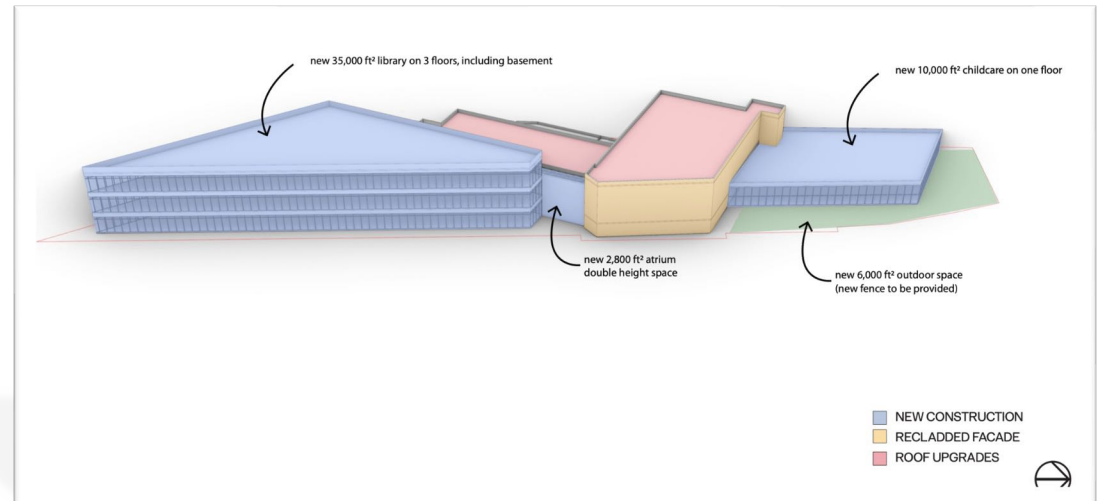 new 35,000 ft² library on 3 floors, including basement
new 10,000 ft² childcare on one floor
new 2,800 ft² atrium
double height space
new 6,000 ft² outdoor space
(new fence to be provided)
NEW CONSTRUCTION
RECLADDED FACADE
ROOF UPGRADES